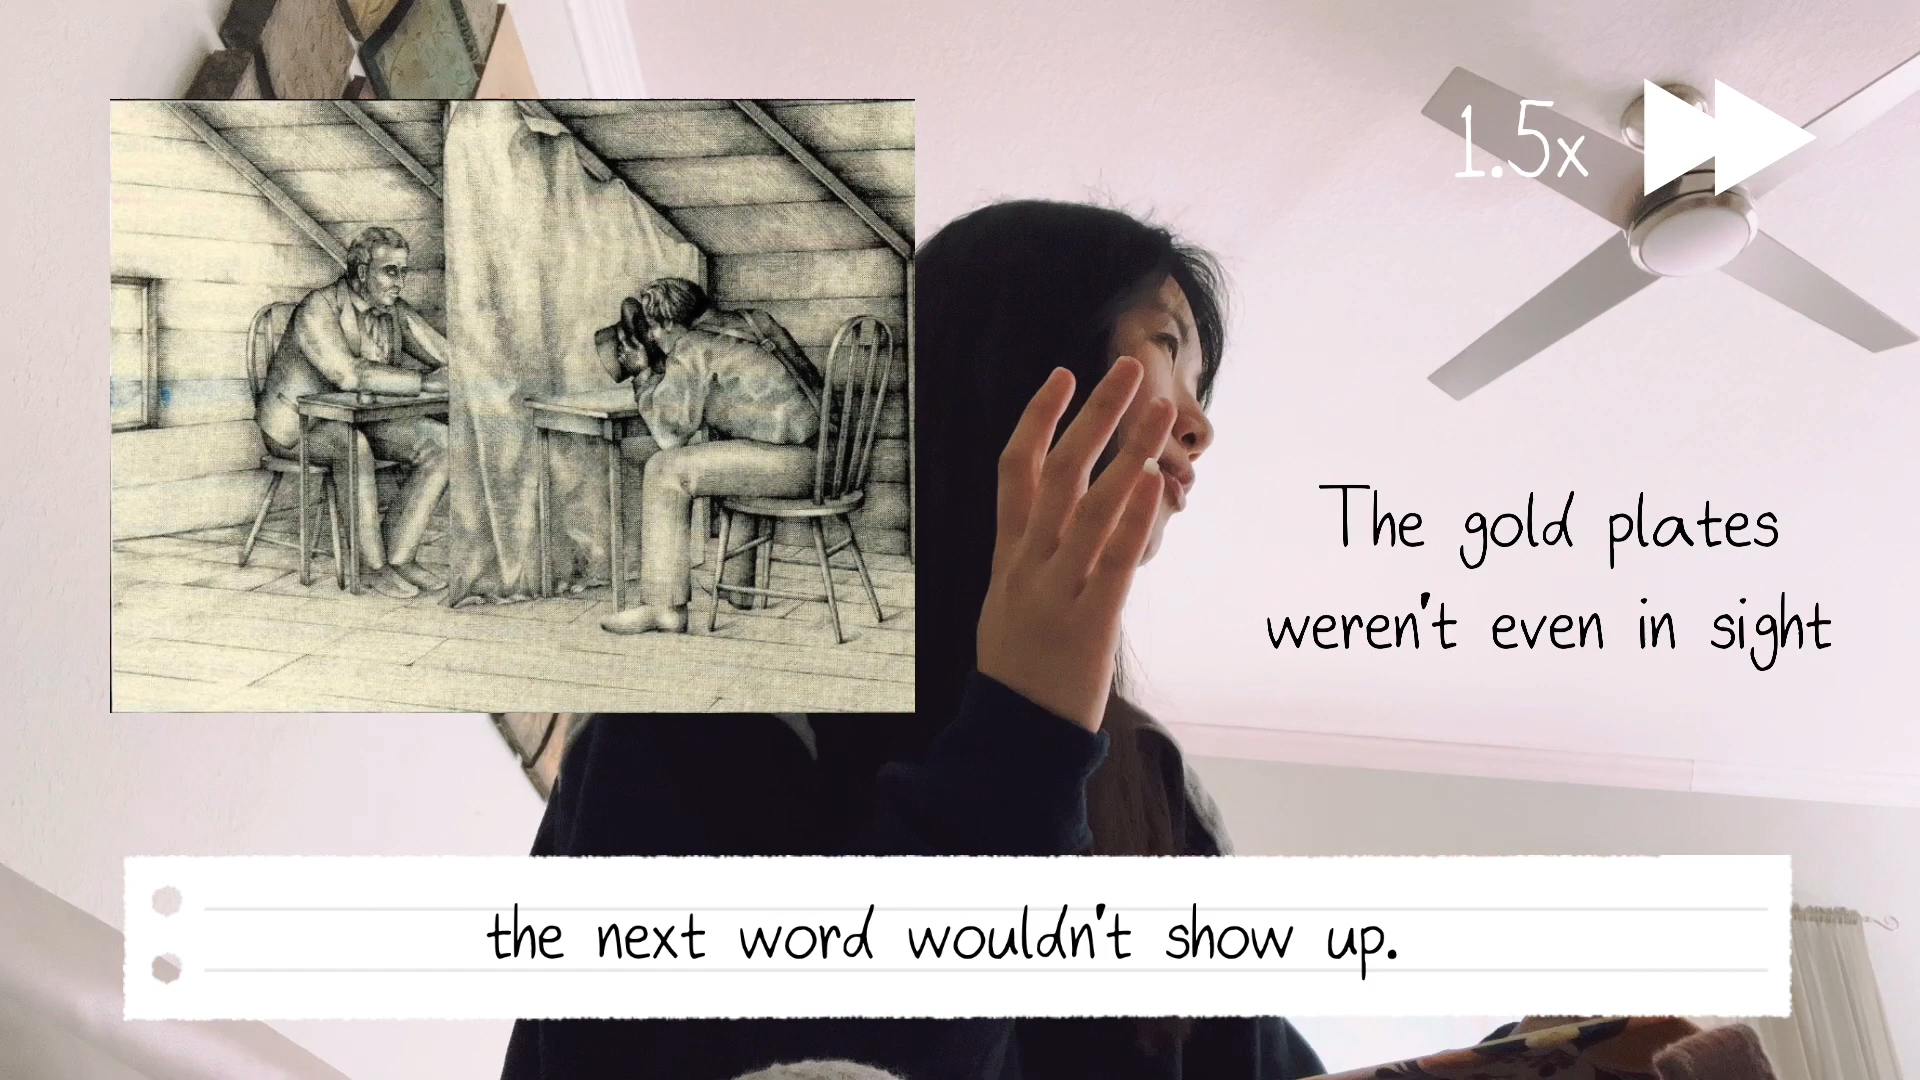 1.5x
The gold plates
weren't even in sight
the next word wouldn't show up.